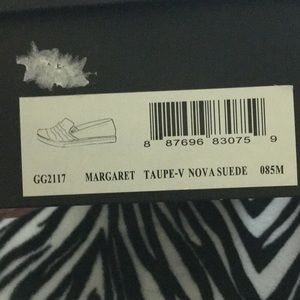 8 87696 83075 9
GG2117 MARGARET TAUPE-V NOVA SUEDE 085M